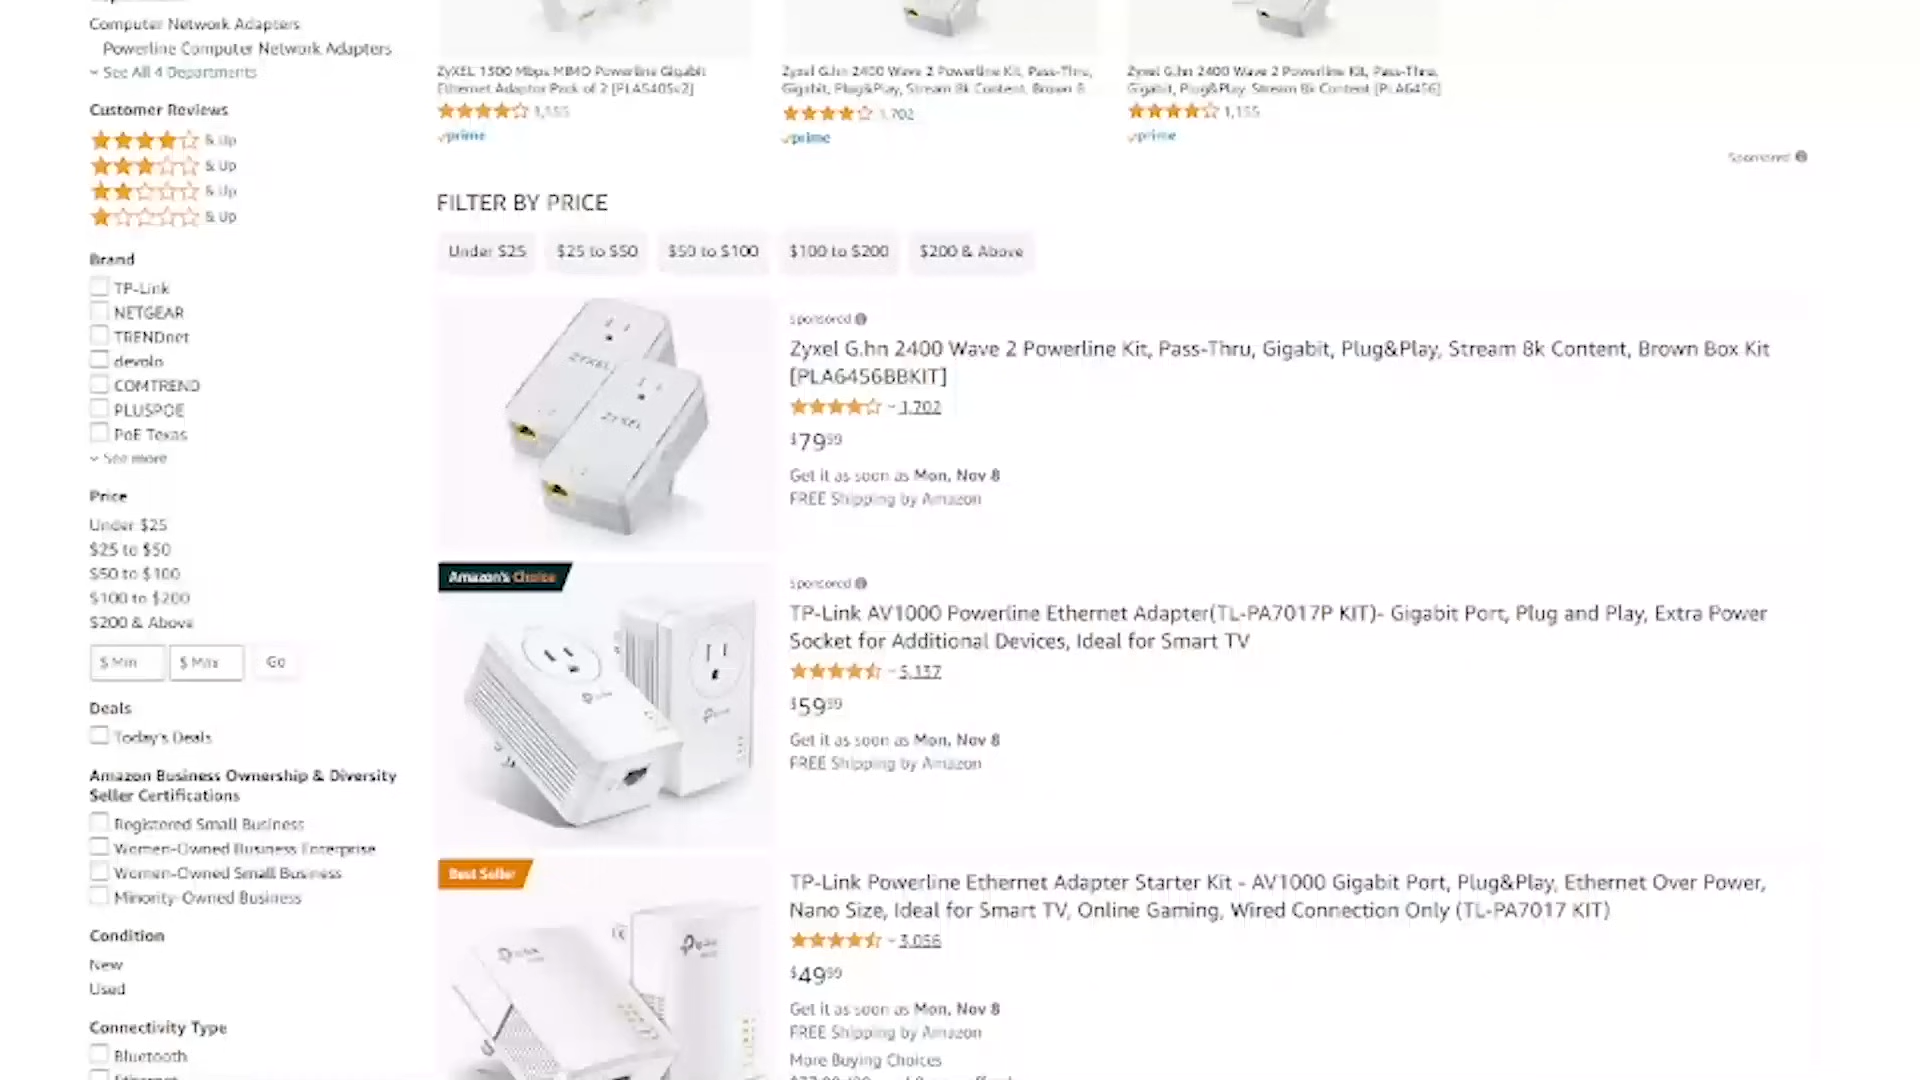 Computer Network Adapters
Powerline Computer Network Adapters
See All 4 Departments
Customer Reviews
& Up
& Up
& Up
& Up
Brand
TP-Link
NETGEAR
TRENDnet
devolo
COMTREND
PLUSPOE
PoE Texas
See more
Price
Under $25
$25 to $50
$50 to $100
$100 to $200
$200 & Above
$ Min $ Max Go
Deals
Today's Deals
Amazon Business Ownership & Diversity
Seller Certifications
Registered Small Business
Women-Owned Business Enterprise
Women-Owned Small Business
Minority-Owned Business
Condition
New
Used
Connectivity Type
Bluetooth
ZyXEL 1300 Mbps MIMO Powerline Gigabit
Ethernet Adapter Pack of 2 [PLA5405v2]
1,155
prime
Zyxel G.hn 2400 Wave 2 Powerline Kit, Pass-Thru,
Gigabit, Plug&Play, Stream 8k Content, Brown B
1,702
prime
Zyxel G.hn 2400 Wave 2 Powerline Kit, Pass-Thru,
Gigabit, Plug&Play, Stream 8k Content [PLA6456]
1,155
prime
Sponsored
FILTER BY PRICE
Under $25 $25 to $50 $50 to $100 $100 to $200 $200 & Above
ZYXEL
ZYXEL
Sponsored
Zyxel G.hn 2400 Wave 2 Powerline Kit, Pass-Thru, Gigabit, Plug&Play, Stream 8k Content, Brown Box Kit
[PLA6456BBKIT]
1,702
$79.99
Get it as soon as Mon, Nov 8
FREE Shipping by Amazon
Amazon's Choice
Sponsored
TP-Link AV1000 Powerline Ethernet Adapter(TL-PA7017P KIT)- Gigabit Port, Plug and Play, Extra Power
Socket for Additional Devices, Ideal for Smart TV
5,137
$59.99
Get it as soon as Mon, Nov 8
FREE Shipping by Amazon
Best Seller
TP-Link Powerline Ethernet Adapter Starter Kit - AV1000 Gigabit Port, Plug&Play, Ethernet Over Power,
Nano Size, Ideal for Smart TV, Online Gaming, Wired Connection Only (TL-PA7017 KIT)
3,056
$49.99
Get it as soon as Mon, Nov 8
FREE Shipping by Amazon
More Buying Choices